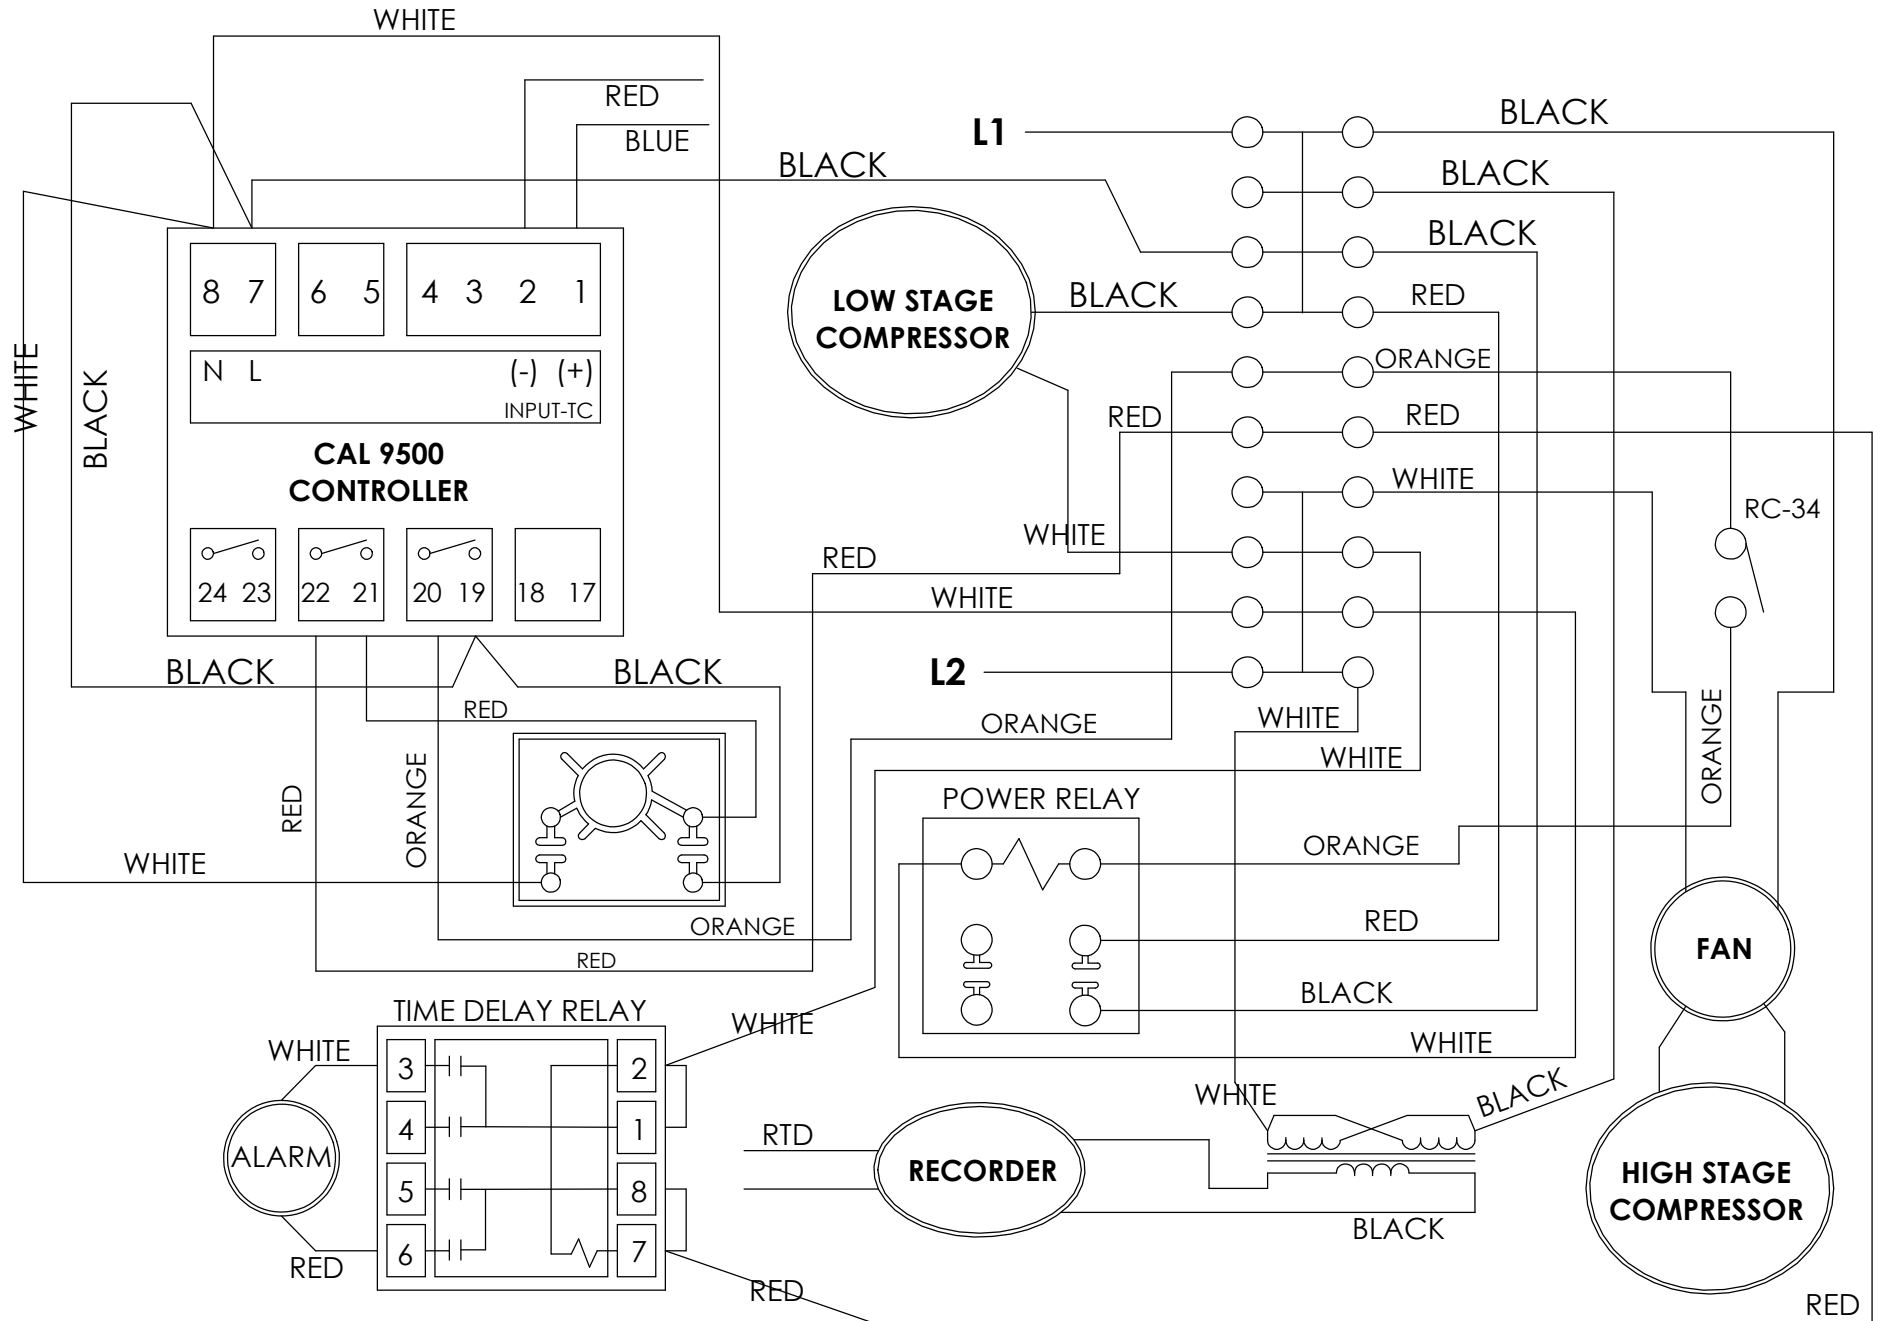 WHITE
RED
BLUE
L1
BLACK
BLACK
BLACK
BLACK
BLACK
LOW STAGE
COMPRESSOR
BLACK
RED
8 7 6 5 4 3 2 1
N L (-) (+)
INPUT-TC
WHITE
BLACK
ORANGE
RED
RED
CAL 9500
CONTROLLER
WHITE
RC-34
WHITE
RED
24 23 22 21 20 19 18 17
WHITE
BLACK
BLACK
L2
RED
ORANGE
WHITE
ORANGE
WHITE
RED
ORANGE
POWER RELAY
ORANGE
WHITE
RED
ORANGE
RED
FAN
BLACK
TIME DELAY RELAY
WHITE
WHITE
WHITE
3 2
4 1
5 8
6 7
ALARM
RED
RED
WHITE
BLACK
RTD
RECORDER
BLACK
HIGH STAGE
COMPRESSOR
RED